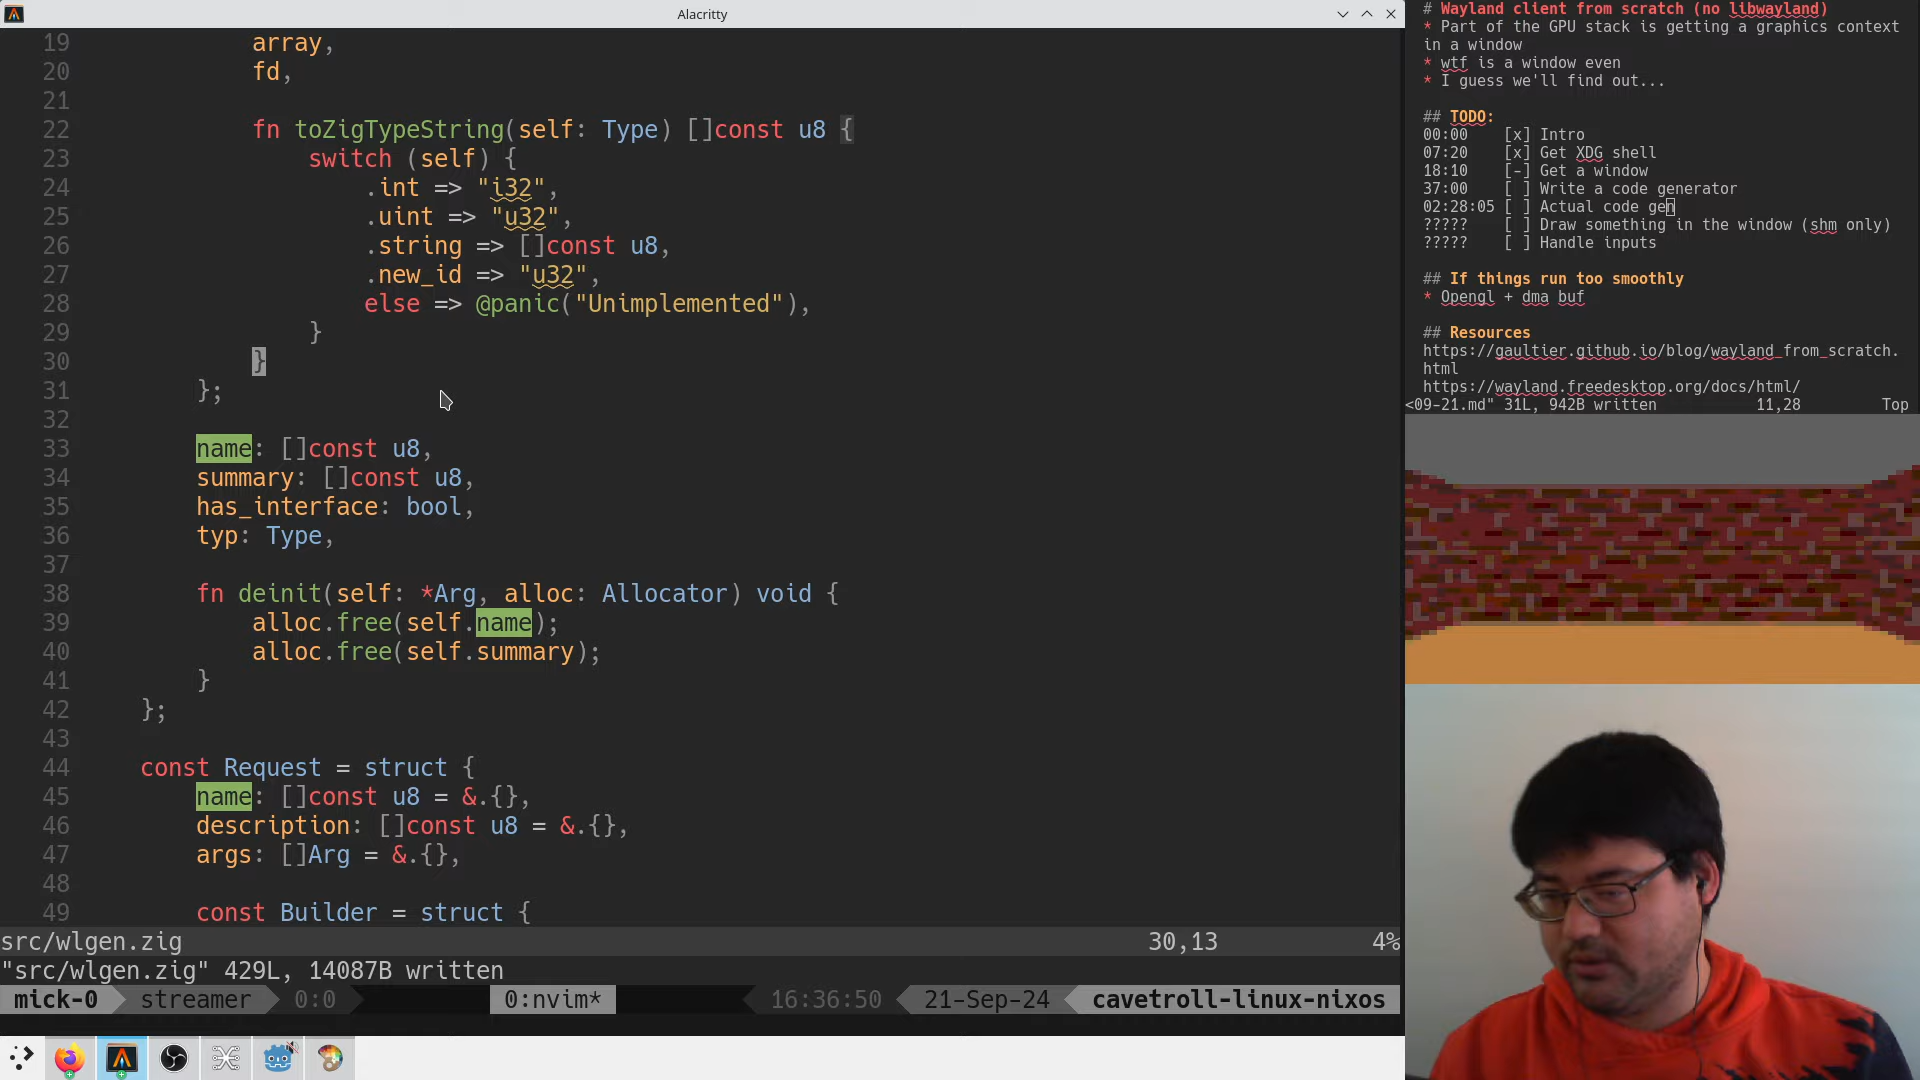 Alacritty
19 array,
20 fd,
21
22 fn toZigTypeString(self: Type) []const u8 {
23 switch (self) {
24 .int => "i32",
25 .uint => "u32",
26 .string => []const u8,
27 .new_id => "u32",
28 else => @panic("Unimplemented"),
29 }
30 }
31 };
32
33 name: []const u8,
34 summary: []const u8,
35 has_interface: bool,
36 typ: Type,
37
38 fn deinit(self: *Arg, alloc: Allocator) void {
39 alloc.free(self.name);
40 alloc.free(self.summary);
41 }
42 };
43
44 const Request = struct {
45 name: []const u8 = &.{},
46 description: []const u8 = &.{},
47 args: []Arg = &.{},
48
49 const Builder = struct {
src/wlgen.zig 30,13 4%
"src/wlgen.zig" 429L, 14087B written
mick-0 streamer 0:0 0:nvim* 16:36:50 21-Sep-24 cavetroll-linux-nixos
# Wayland client from scratch (no libwayland)
* Part of the GPU stack is getting a graphics context
in a window
* wtf is a window even
* I guess we'll find out...
## TODO:
00:00 [x] Intro
07:20 [x] Get XDG shell
18:10 [-] Get a window
37:00 [ ] Write a code generator
02:28:05 [ ] Actual code gen
????? [ ] Draw something in the window (shm only)
????? [ ] Handle inputs
## If things run too smoothly
* Opengl + dma buf
## Resources
https://gaultier.github.io/blog/wayland_from_scratch.
html
https://wayland.freedesktop.org/docs/html/
<09-21.md" 31L, 942B written 11,28 Top